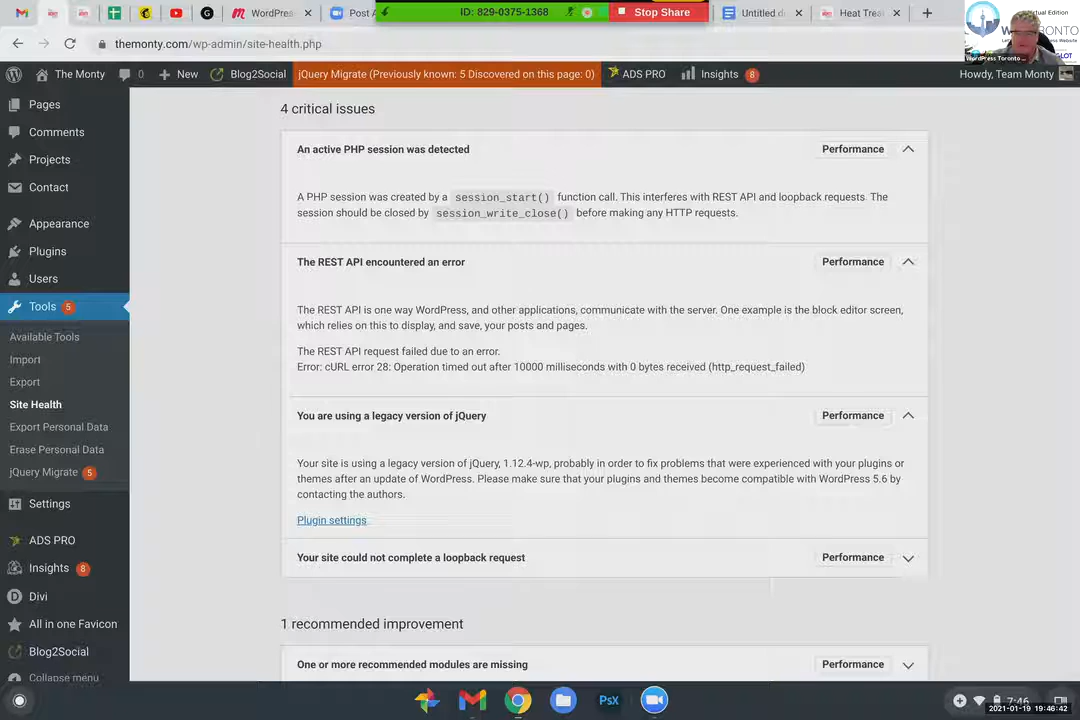 WordPres
Post A
ID: 829-0375-1368
Stop Share
Untitled d
Heat Trea
themonty.com/wp-admin/site-health.php
rtual Edition
WordPress Toronto ...
The Monty
0
New
Blog2Social
jQuery Migrate (Previously known: 5 Discovered on this page: 0)
ADS PRO
Insights 8
Howdy, Team Monty
Pages
Comments
Projects
Contact
Appearance
Plugins
Users
Tools 5
Available Tools
Import
Export
Site Health
Export Personal Data
Erase Personal Data
jQuery Migrate 5
Settings
ADS PRO
Insights 8
Divi
All in one Favicon
Blog2Social
Collapse menu
4 critical issues
An active PHP session was detected
Performance
A PHP session was created by a session_start() function call. This interferes with REST API and loopback requests. The
session should be closed by session_write_close() before making any HTTP requests.
The REST API encountered an error
Performance
The REST API is one way WordPress, and other applications, communicate with the server. One example is the block editor screen,
which relies on this to display, and save, your posts and pages.
The REST API request failed due to an error.
Error: cURL error 28: Operation timed out after 10000 milliseconds with 0 bytes received (http_request_failed)
You are using a legacy version of jQuery
Performance
Your site is using a legacy version of jQuery, 1.12.4-wp, probably in order to fix problems that were experienced with your plugins or
themes after an update of WordPress. Please make sure that your plugins and themes become compatible with WordPress 5.6 by
contacting the authors.
Plugin settings
Your site could not complete a loopback request
Performance
1 recommended improvement
One or more recommended modules are missing
Performance
PsX
7:46
2021-01-19 19:46:42